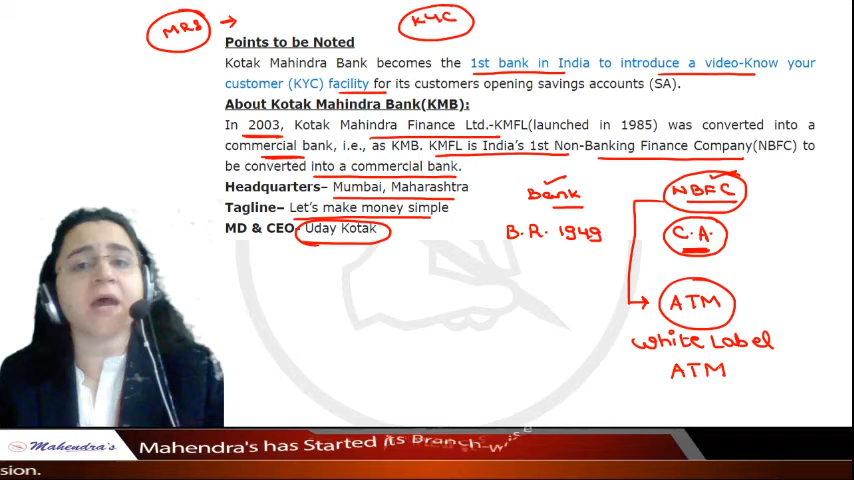 MRS → KYC
Points to be Noted
Kotak Mahindra Bank becomes the 1st bank in India to introduce a video-Know your
customer (KYC) facility for its customers opening savings accounts (SA).
About Kotak Mahindra Bank(KMB):
In 2003, Kotak Mahindra Finance Ltd.-KMFL(launched in 1985) was converted into a
commercial bank, i.e., as KMB. KMFL is India's 1st Non-Banking Finance Company(NBFC) to
be converted into a commercial bank.
Headquarters– Mumbai, Maharashtra
Tagline– Let's make money simple
MD & CEO- Uday Kotak
Bank
NBFC
B.R. 1949
C.A.
ATM
White Label
ATM
Mahendra's
Mahendra's has Started its Branch-wise
sion.